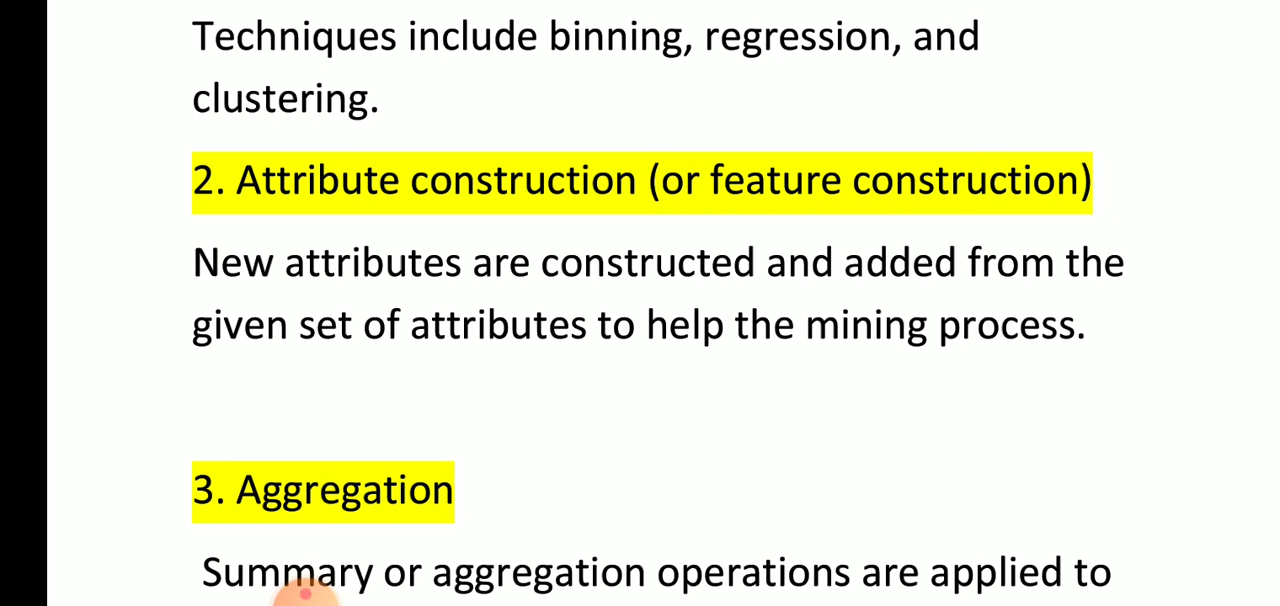 Techniques include binning, regression, and
clustering.
2. Attribute construction (or feature construction)
New attributes are constructed and added from the
given set of attributes to help the mining process.
3. Aggregation
Summary or aggregation operations are applied to